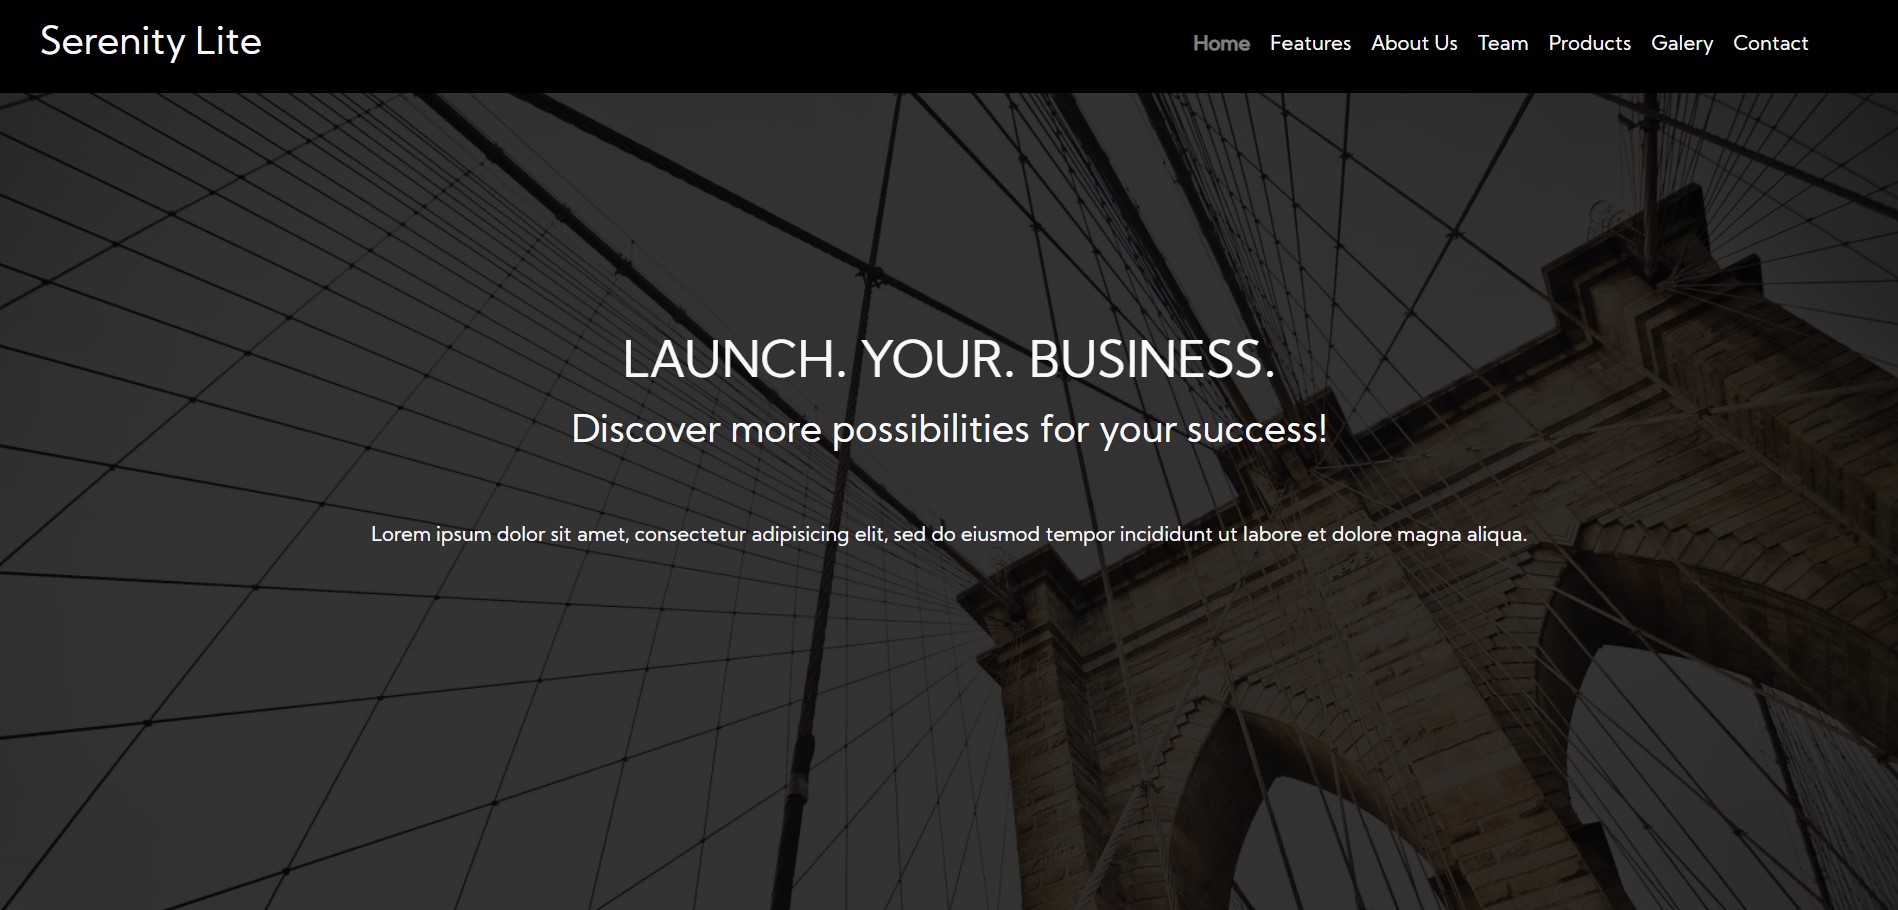 Serenity Lite
Home Features About Us Team Products Galery Contact
LAUNCH. YOUR. BUSINESS.
Discover more possibilities for your success!
Lorem ipsum dolor sit amet, consectetur adipisicing elit, sed do eiusmod tempor incididunt ut labore et dolore magna aliqua.